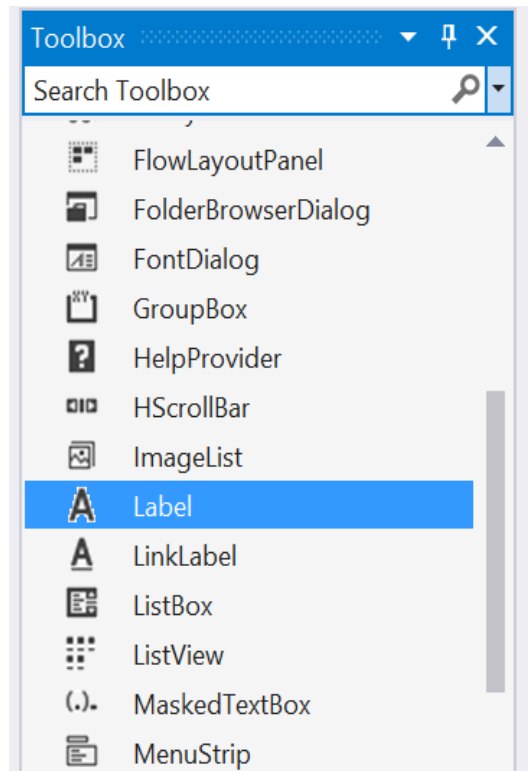 Toolbox
Search Toolbox
FlowLayoutPanel
FolderBrowserDialog
FontDialog
GroupBox
HelpProvider
HScrollBar
ImageList
Label
LinkLabel
ListBox
ListView
MaskedTextBox
MenuStrip